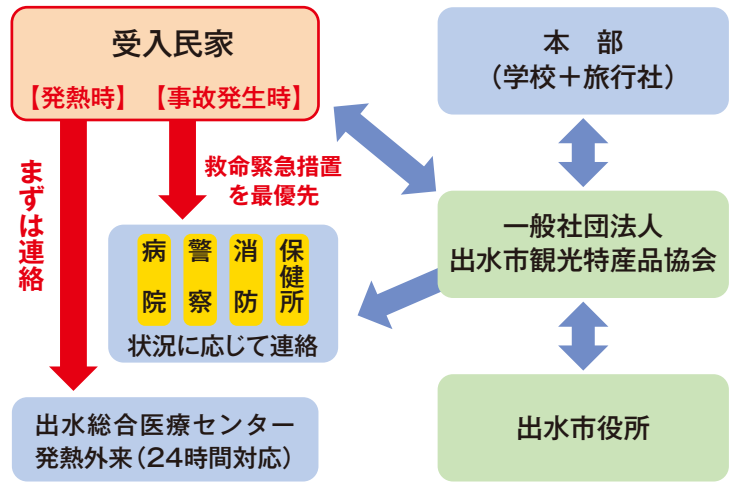 受入民家
【発熱時】 【事故発生時】
まずは連絡
救命緊急措置
を最優先
病院
警察
消防
保健所
状況に応じて連絡
出水総合医療センター
発熱外来（24時間対応）
本 部
（学校＋旅行社）
一般社団法人
出水市観光特産品協会
出水市役所